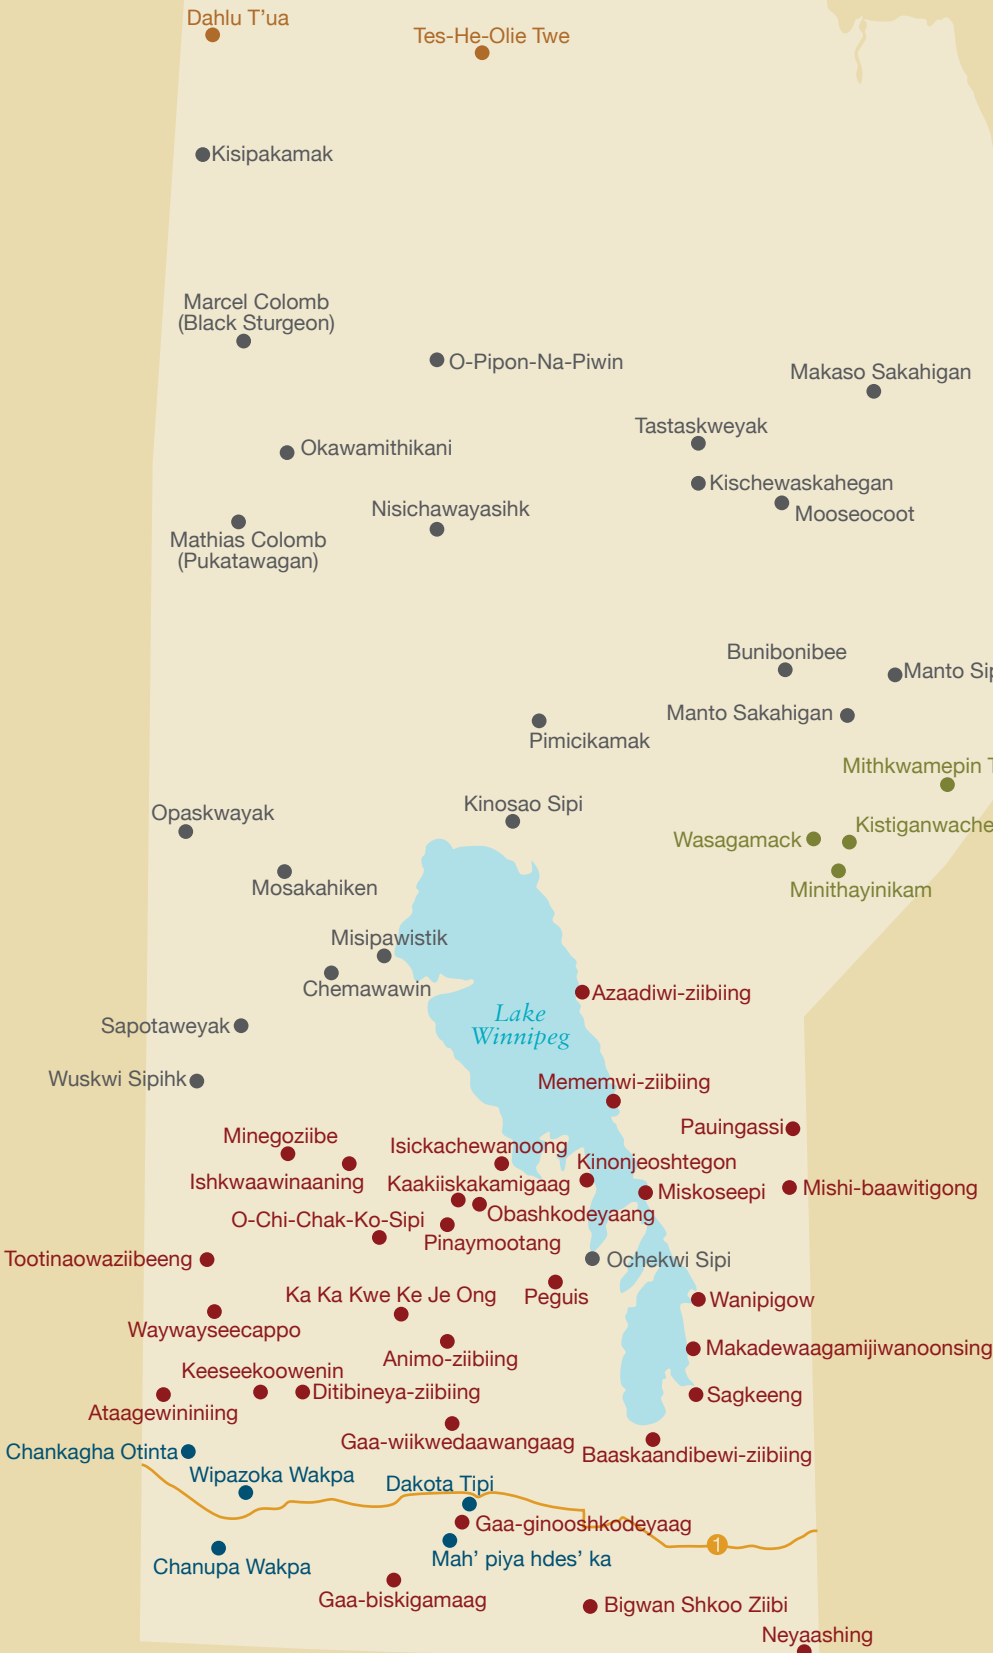 Dahlu T’ua
Tes-He-Olie Twe
Kisipakamak
Marcel Colomb
(Black Sturgeon)
O-Pipon-Na-Piwin
Makaso Sakahigan
Tastaskweyak
Okawamithikani
Kischewaskahegan
Nisichawayasihk
Mooseocoot
Mathias Colomb
(Pukatawagan)
Bunibonibee
Manto Sip
Manto Sakahigan
Pimicikamak
Mithkwamepin T
Kinosao Sipi
Opaskwayak
Kistiganwache
Wasagamack
Mosakahiken
Minithayinikam
Misipawistik
Chemawawin
Azaadiwi-ziibiing
Lake
Winnipeg
Sapotaweyak
Wuskwi Sipihk
Mememwi-ziibiing
Pauingassi
Minegoziibe
Isickachewanoong
Kinonjeoshtegon
Ishkwaawinaaning
Kaakiiskakamigaag
Miskoseepi
Mishi-baawitigong
Obashkodeyaang
O-Chi-Chak-Ko-Sipi
Pinaymootang
Tootinaowaziibeeng
Ochekwi Sipi
Ka Ka Kwe Ke Je Ong
Peguis
Wanipigow
Waywayseecappo
Makadewaagamijiwanoonsing
Animo-ziibiing
Keeseekoowenin
Ditibineya-ziibiing
Sagkeeng
Ataagewininiing
Gaa-wiikwedaawangaag
Chankagha Otinta
Baaskaandibewi-ziibiing
Wipazoka Wakpa
Dakota Tipi
Gaa-ginooshkodeyaag
1
Mah’ piya hdes’ ka
Chanupa Wakpa
Gaa-biskigamaag
Bigwan Shkoo Ziibi
Neyaashing